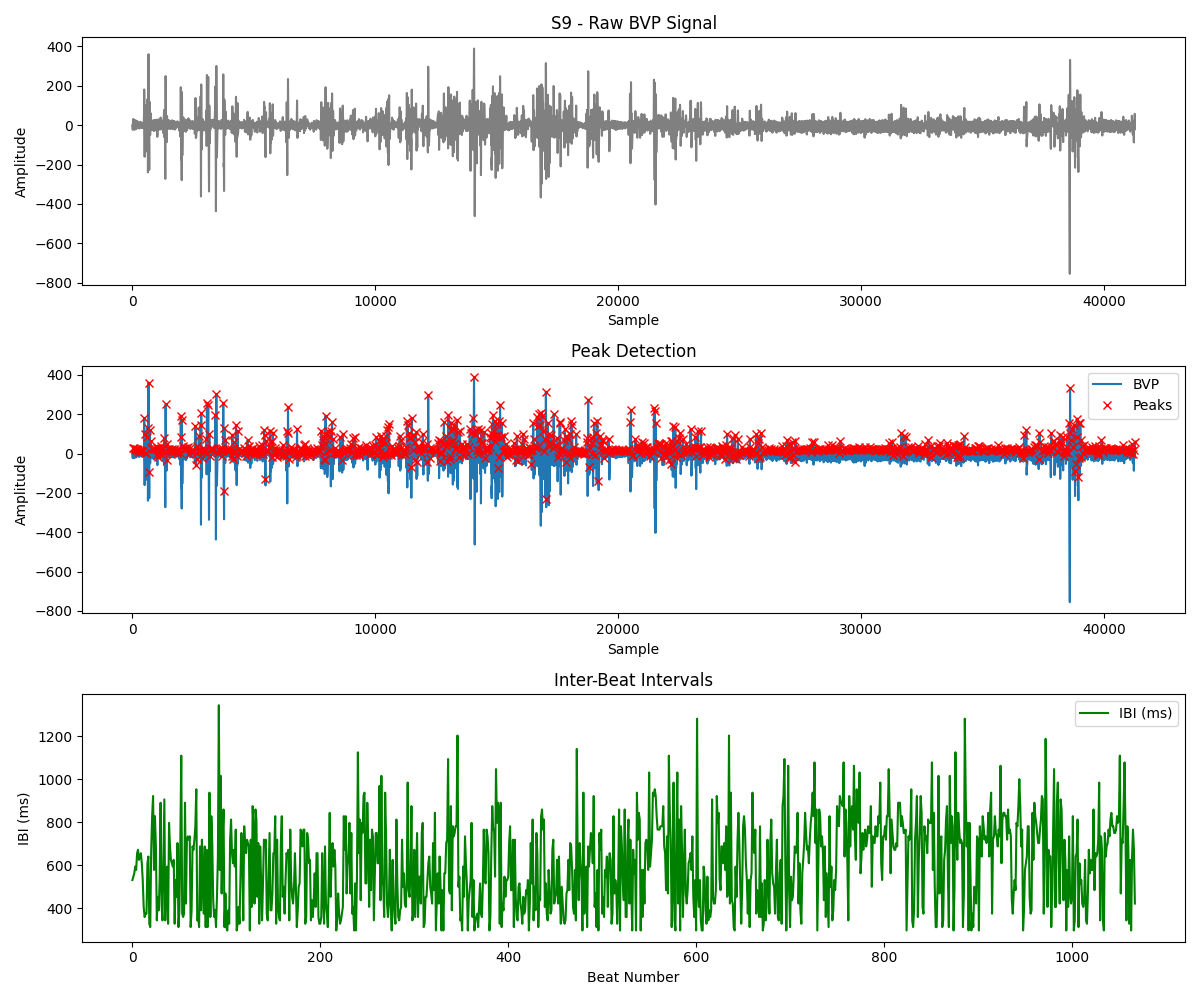 S9 - Raw BVP Signal
400
200
0
−200
−400
−600
−800
Amplitude
0
10000
20000
30000
40000
Sample
Peak Detection
400
200
0
−200
−400
−600
−800
Amplitude
BVP
Peaks
0
10000
20000
30000
40000
Sample
Inter-Beat Intervals
1200
1000
800
600
400
IBI (ms)
IBI (ms)
0
200
400
600
800
1000
Beat Number